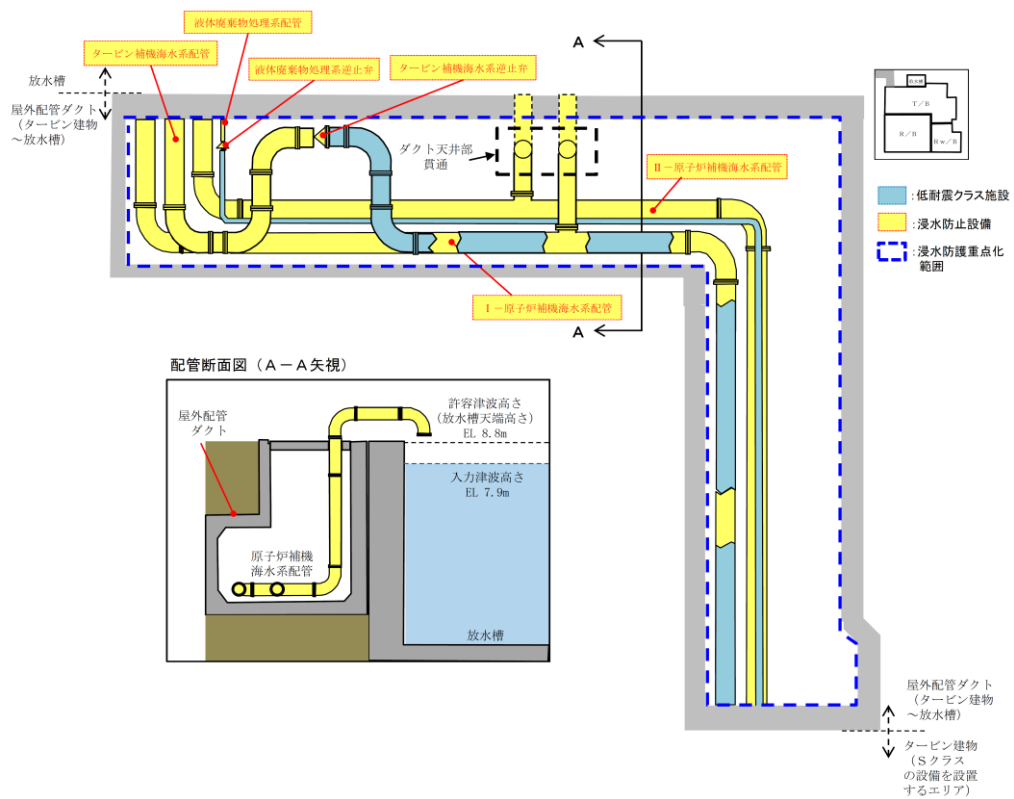 液体廃棄物処理系配管
タービン補機海水系配管
液体廃棄物処理系逆止弁
タービン補機海水系逆止弁
A
放水槽
屋外配管ダクト
(タービン建物
～放水槽)
ダクト天井部
貫通
Ⅱ－原子炉補機海水系配管
放水槽
T／B
R／B
Rw／B
:低耐震クラス施設
:浸水防止設備
:浸水防護重点化
範囲
Ⅰ－原子炉補機海水系配管
A
配管断面図（A－A矢視）
屋外配管
ダクト
許容津波高さ
(放水槽天端高さ)
EL 8.8m
入力津波高さ
EL 7.9m
原子炉補機
海水系配管
放水槽
屋外配管ダクト
(タービン建物
～放水槽)
タービン建物
(Sクラス
の設備を設置
するエリア)